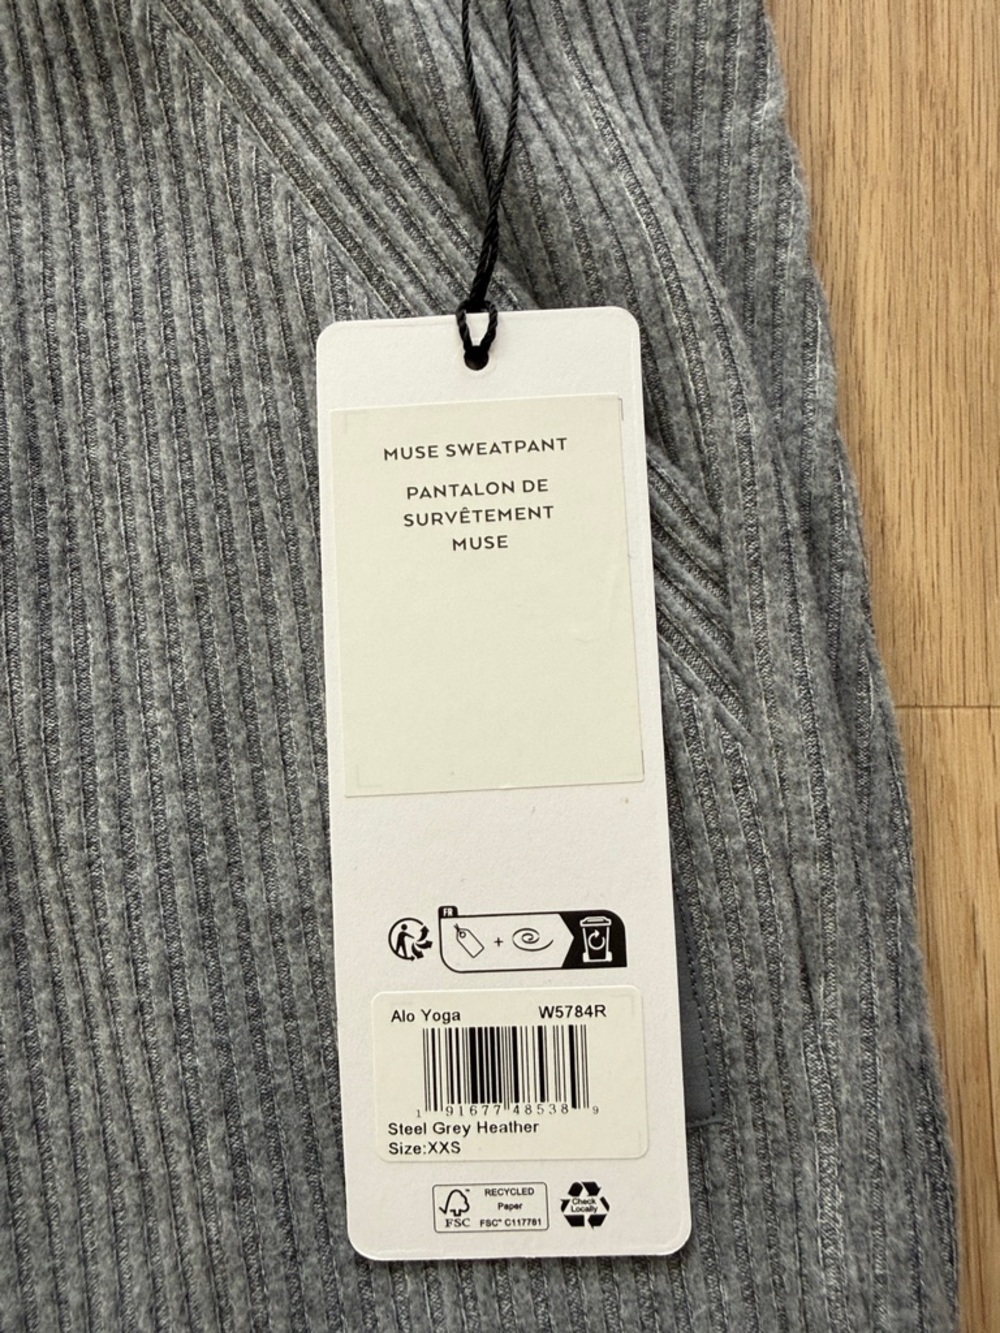 MUSE SWEATPANT
PANTALON DE
SURVÊTEMENT
MUSE
FR
+
Alo Yoga W5784R
1 91677 48538 9
Steel Grey Heather
Size:XXS
RECYCLED
Paper
FSC
FSC® C117781
Check
Locally